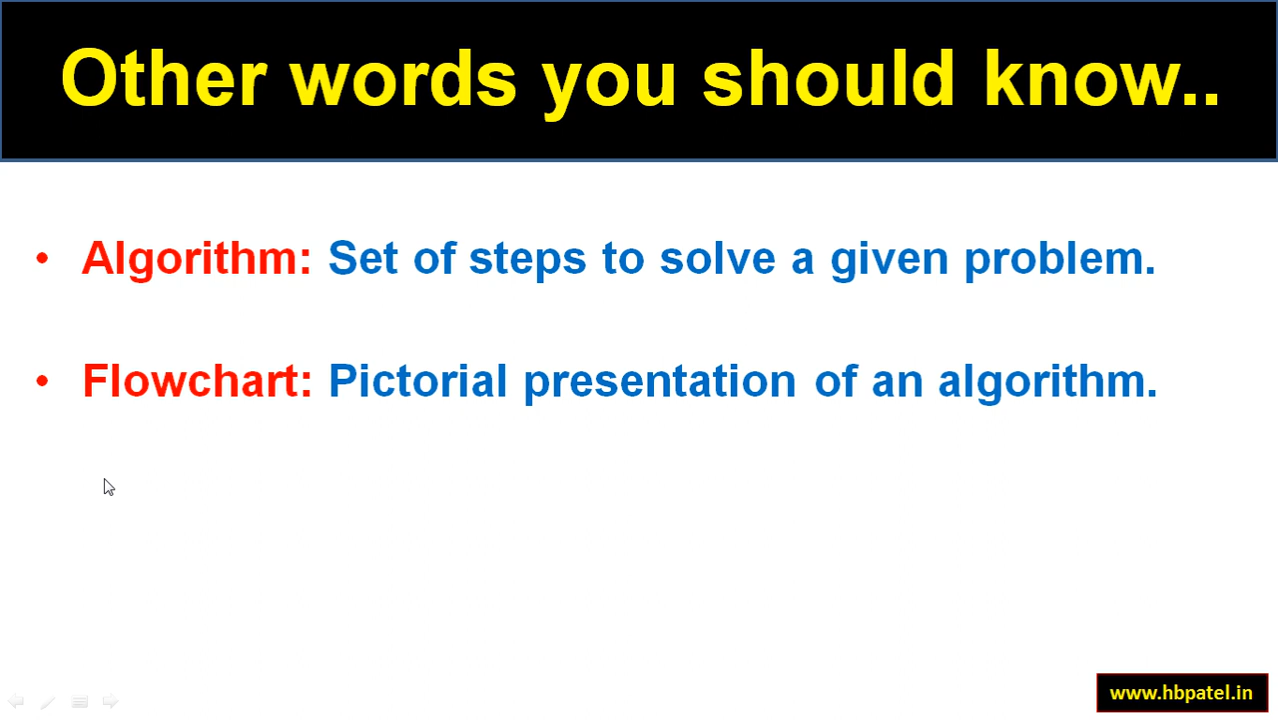 Other words you should know..
• Algorithm: Set of steps to solve a given problem.
• Flowchart: Pictorial presentation of an algorithm.
www.hbpatel.in